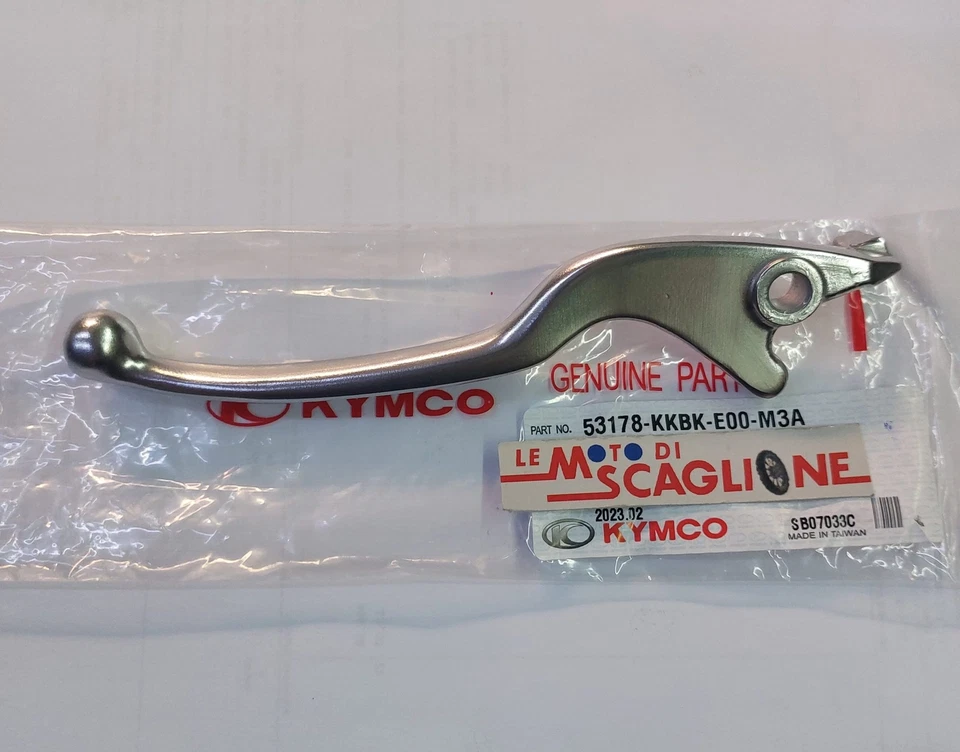 GENUINE PART
KYMCO
PART NO. 53178-KKBK-E00-M3A
LE MOTO DI
SCAGLIONE
2023.02
KYMCO
SB07033C
MADE IN TAIWAN